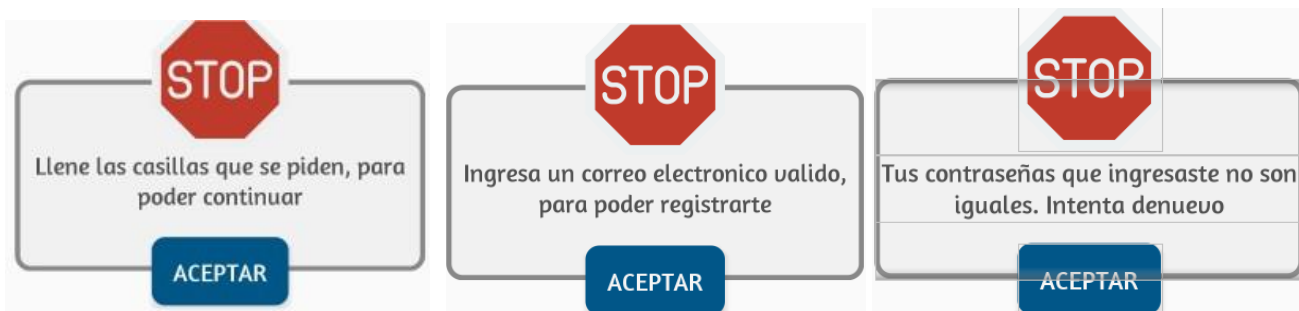 STOP
Llene las casillas que se piden, para
poder continuar
ACEPTAR
STOP
Ingresa un correo electronico valido,
para poder registrarte
ACEPTAR
STOP
Tus contraseñas que ingresaste no son
iguales. Intenta denuevo
ACEPTAR